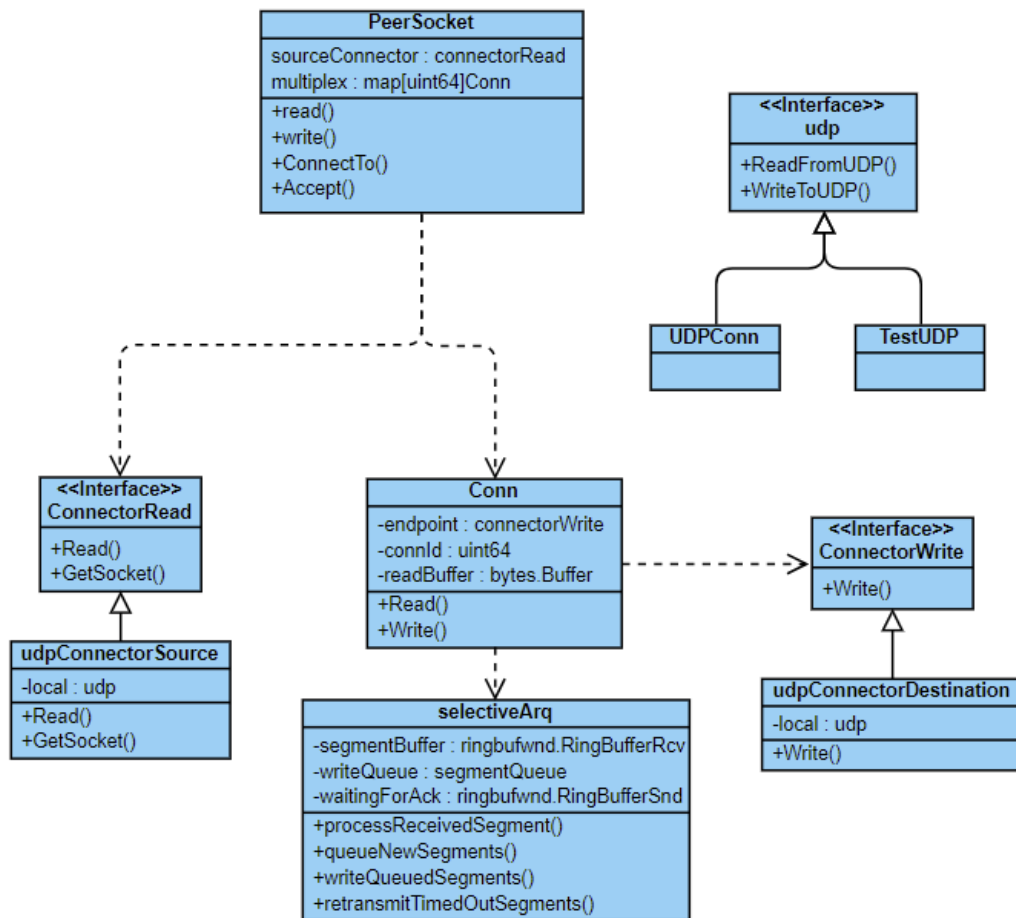 PeerSocket
sourceConnector : connectorRead
multiplex : map[uint64]Conn
+read()
+write()
+ConnectTo()
+Accept()
<<Interface>>
udp
+ReadFromUDP()
+WriteToUDP()
UDPConn
TestUDP
<<Interface>>
ConnectorRead
+Read()
+GetSocket()
Conn
-endpoint : connectorWrite
-connId : uint64
-readBuffer : bytes.Buffer
+Read()
+Write()
<<Interface>>
ConnectorWrite
+Write()
udpConnectorSource
-local : udp
+Read()
+GetSocket()
selectiveArq
-segmentBuffer : ringbufwnd.RingBufferRcv
-writeQueue : segmentQueue
-waitingForAck : ringbufwnd.RingBufferSnd
+processReceivedSegment()
+queueNewSegments()
+writeQueuedSegments()
+retransmitTimedOutSegments()
udpConnectorDestination
-local : udp
+Write()